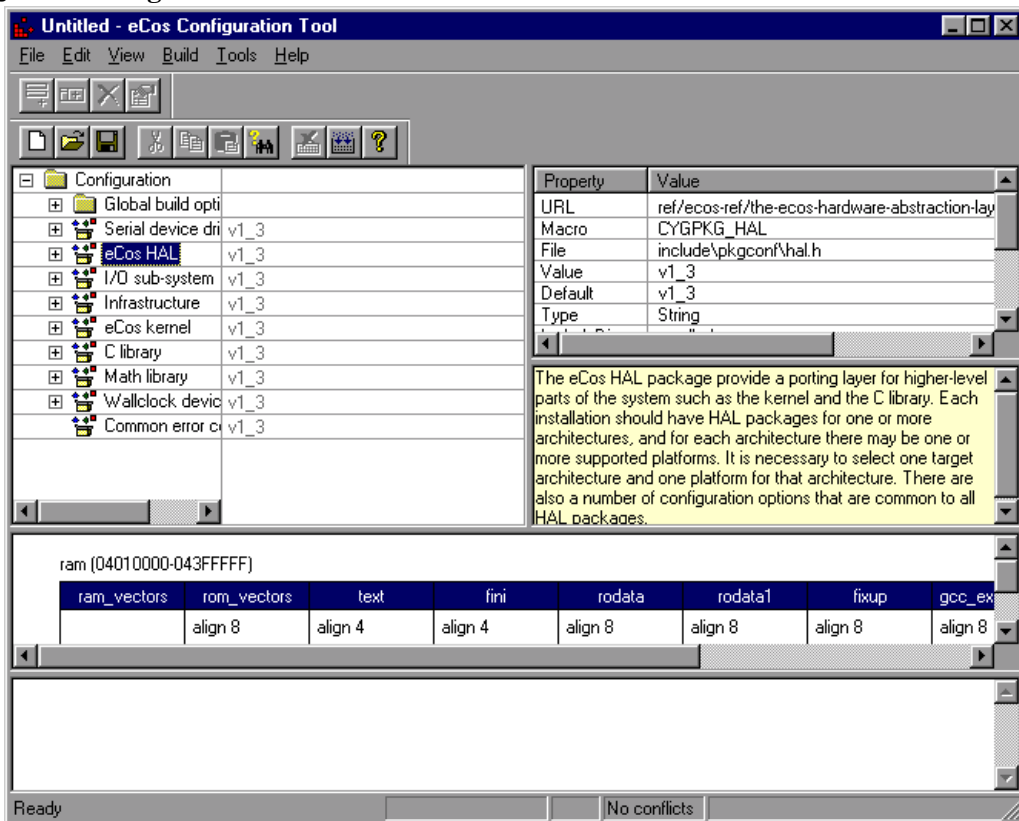 Untitled - eCos Configuration Tool
File Edit View Build Tools Help
Configuration
Global build opti
Serial device dri v1_3
eCos HAL v1_3
I/O sub-system v1_3
Infrastructure v1_3
eCos kernel v1_3
C library v1_3
Math library v1_3
Wallclock devic v1_3
Common error c v1_3
Property Value
URL ref/ecos-ref/the-ecos-hardware-abstraction-lay
Macro CYGPKG_HAL
File include\pkgconf\hal.h
Value v1_3
Default v1_3
Type String
The eCos HAL package provide a porting layer for higher-level
parts of the system such as the kernel and the C library. Each
installation should have HAL packages for one or more
architectures, and for each architecture there may be one or
more supported platforms. It is necessary to select one target
architecture and one platform for that architecture. There are
also a number of configuration options that are common to all
HAL packages.
ram (04010000-043FFFFF)
ram_vectors rom_vectors text fini rodata rodata1 fixup gcc_ex
align 8 align 4 align 4 align 8 align 8 align 8 align 8
Ready No conflicts